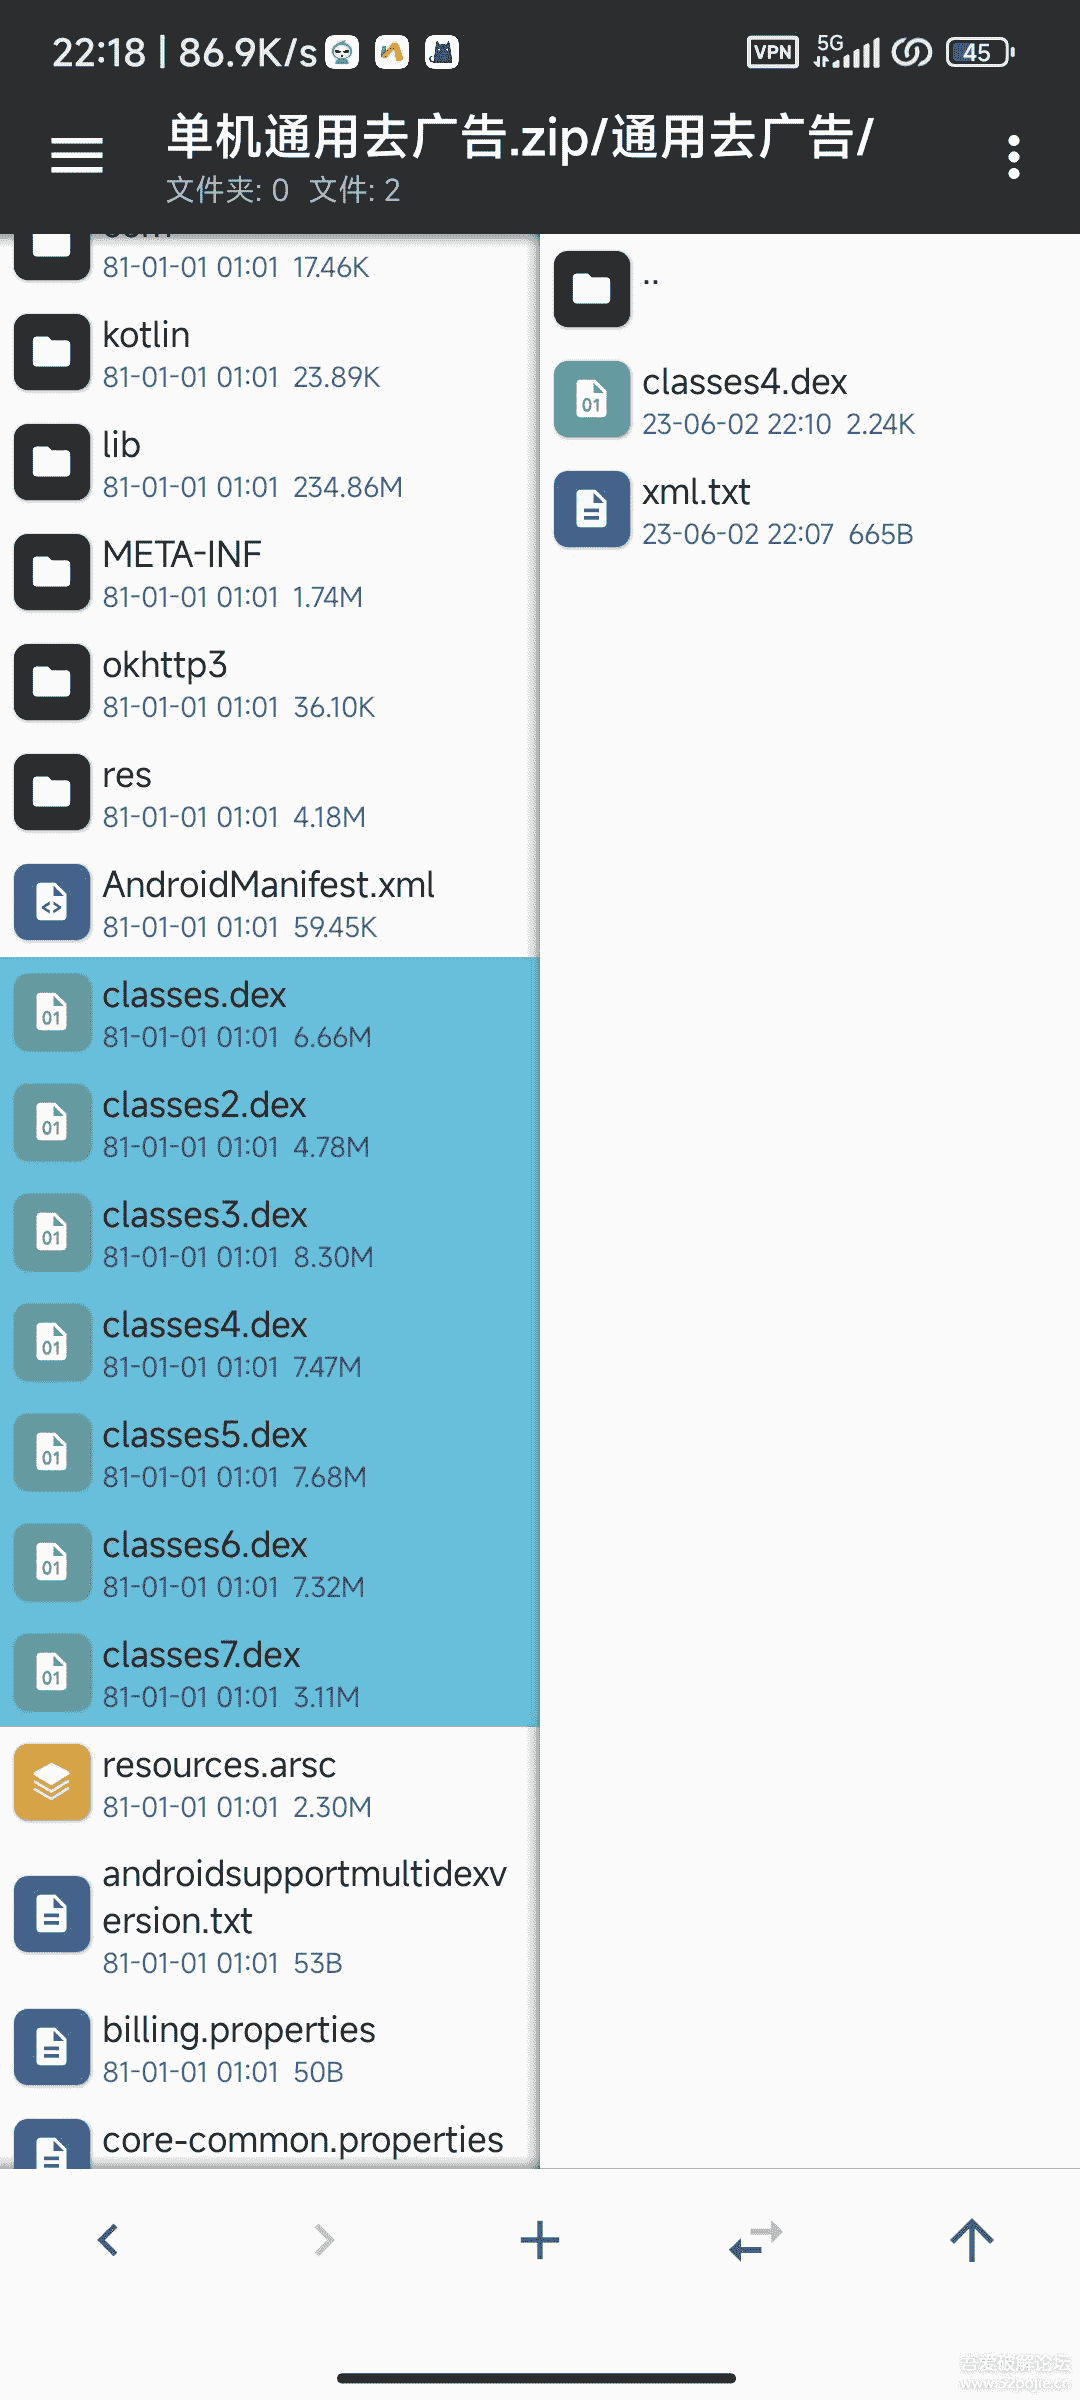 22:18 | 86.9K/s
VPN 5G 45
单机通用去广告.zip/通用去广告/
文件夹: 0 文件: 2
81-01-01 01:01 17.46K
kotlin
81-01-01 01:01 23.89K
lib
81-01-01 01:01 234.86M
META-INF
81-01-01 01:01 1.74M
okhttp3
81-01-01 01:01 36.10K
res
81-01-01 01:01 4.18M
AndroidManifest.xml
81-01-01 01:01 59.45K
classes.dex
81-01-01 01:01 6.66M
classes2.dex
81-01-01 01:01 4.78M
classes3.dex
81-01-01 01:01 8.30M
classes4.dex
81-01-01 01:01 7.47M
classes5.dex
81-01-01 01:01 7.68M
classes6.dex
81-01-01 01:01 7.32M
classes7.dex
81-01-01 01:01 3.11M
resources.arsc
81-01-01 01:01 2.30M
androidsupportmultidexv
ersion.txt
81-01-01 01:01 53B
billing.properties
81-01-01 01:01 50B
core-common.properties
..
classes4.dex
23-06-02 22:10 2.24K
xml.txt
23-06-02 22:07 665B
吾爱破解论坛
www.52pojie.cn